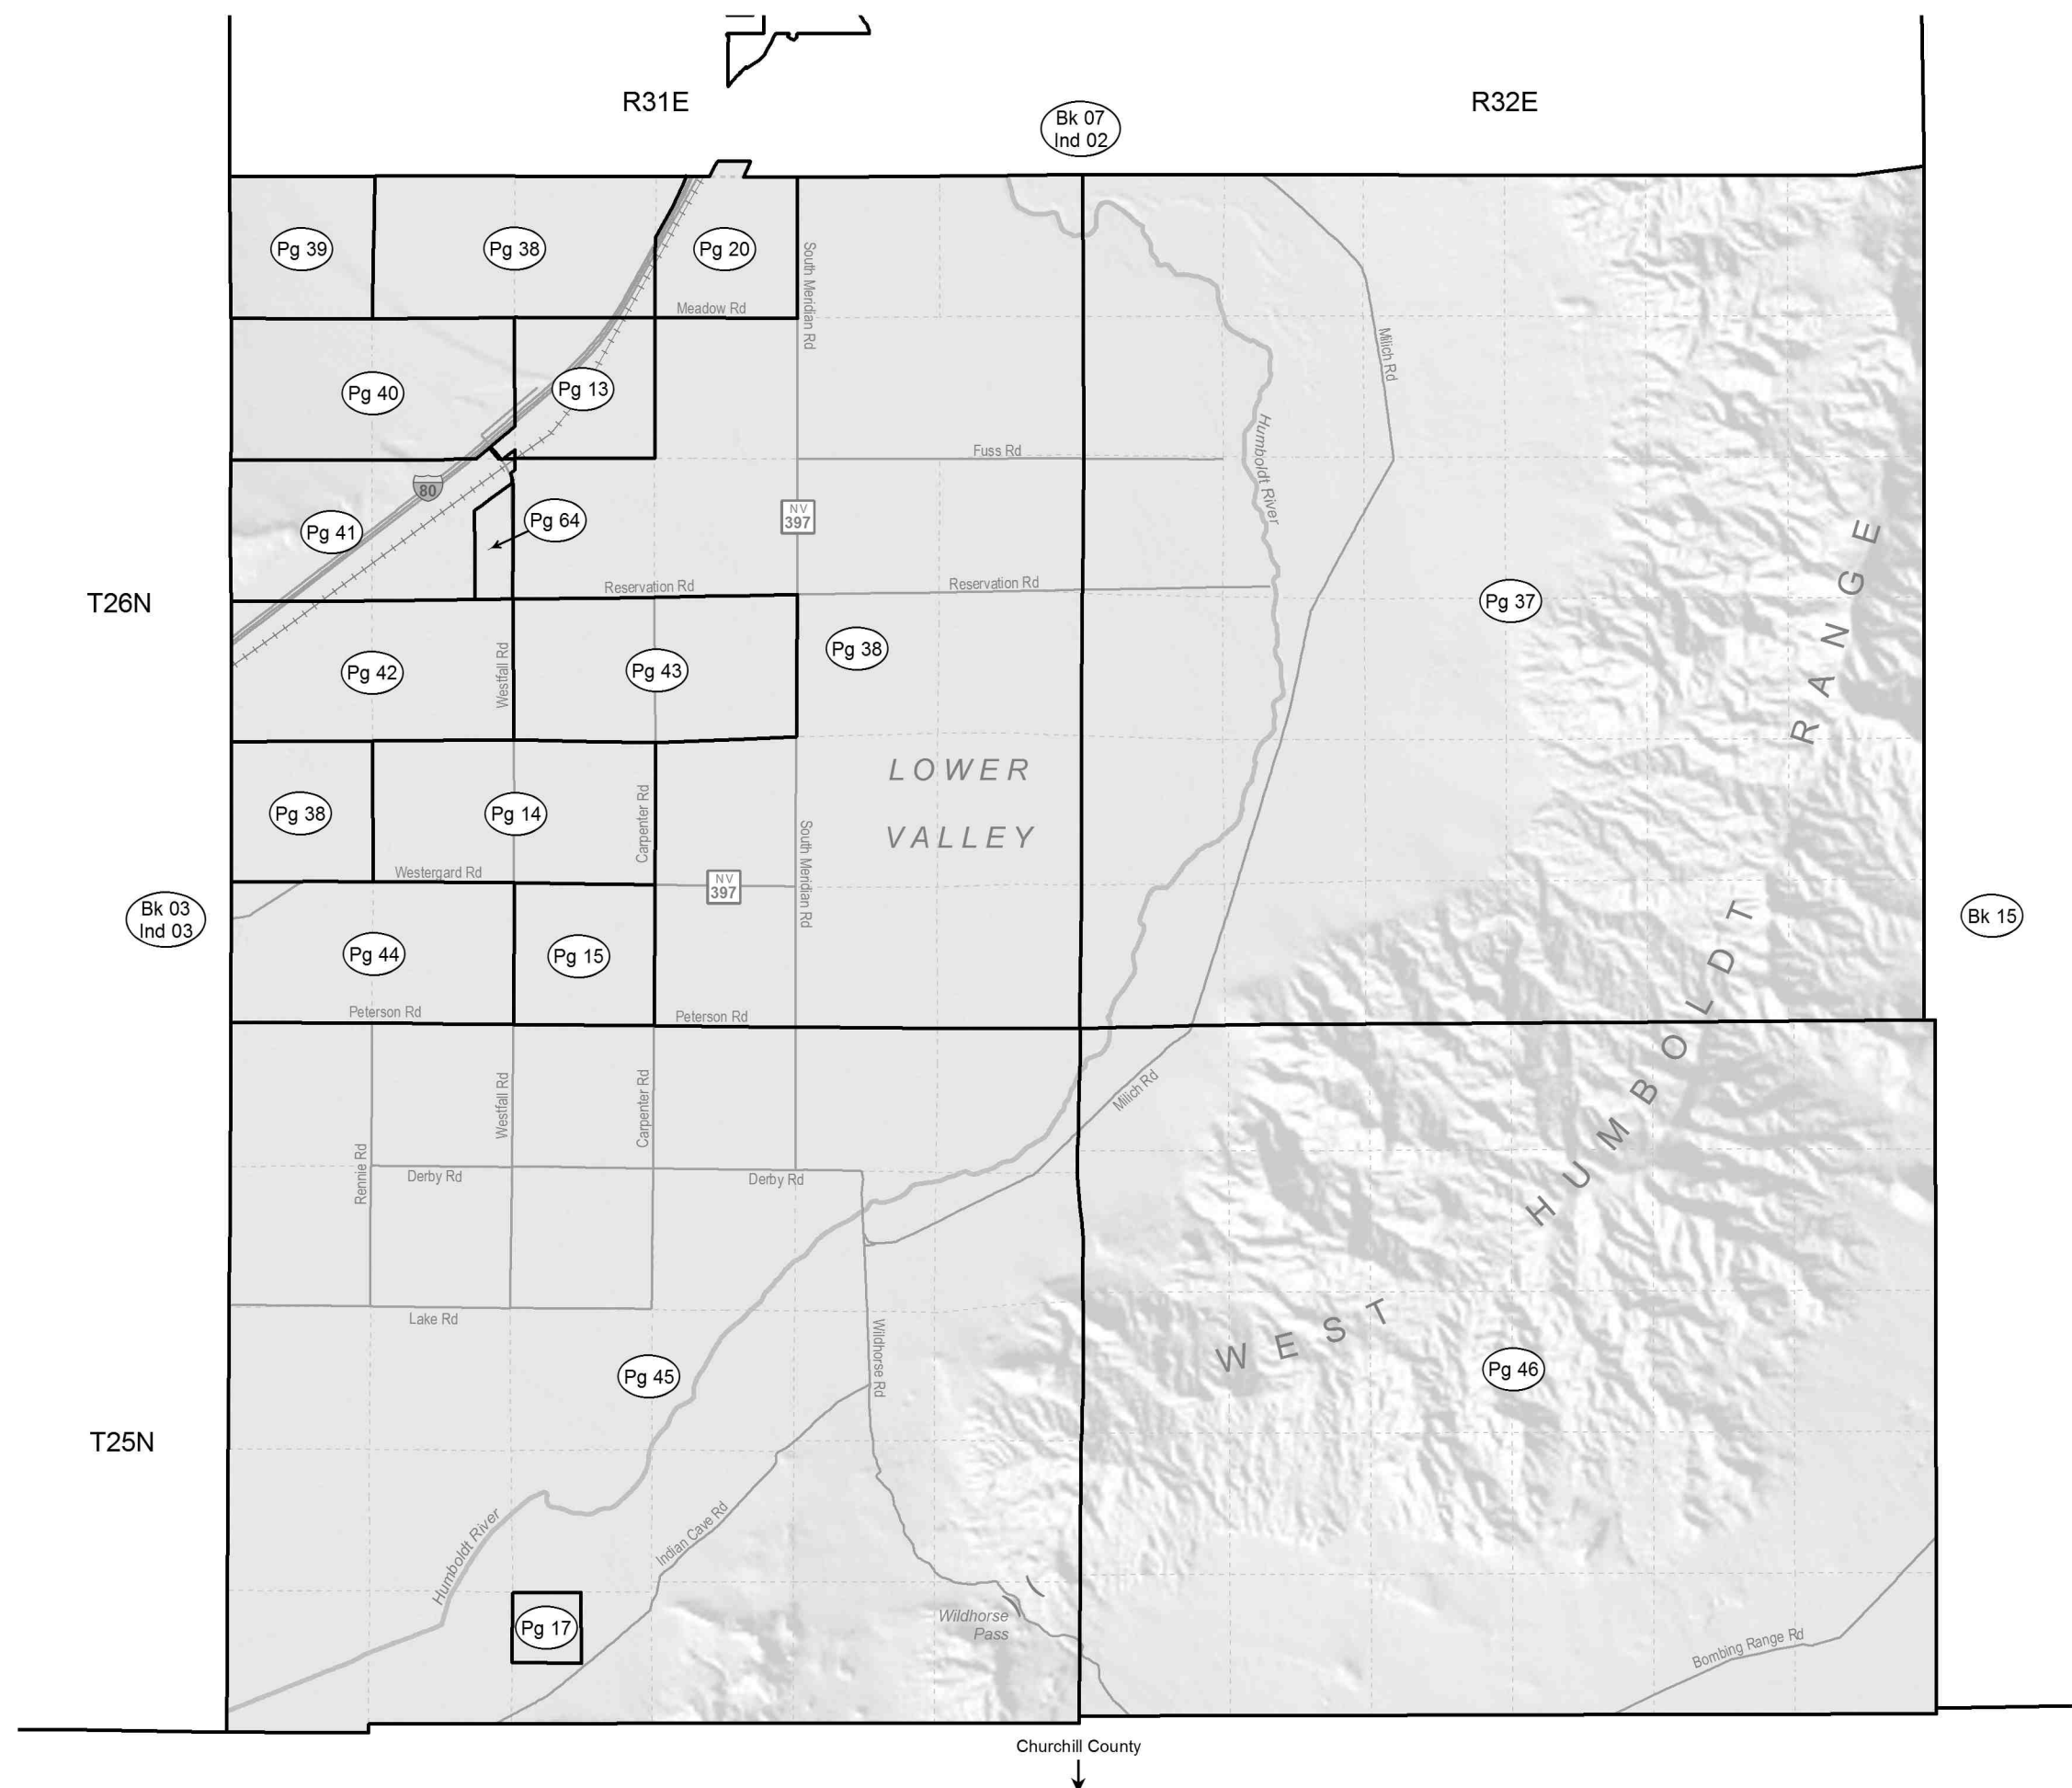 R31E
R32E
Bk 07
Ind 02
Pg 39
Pg 38
Pg 20
South Meridian Rd
Meadow Rd
Milich Rd
Pg 40
Pg 13
Fuss Rd
Humboldt River
80
NV
397
Pg 41
Pg 64
Reservation Rd
Reservation Rd
T26N
Pg 37
Pg 42
Westfall Rd
Pg 43
Pg 38
LOWER
VALLEY
Pg 38
Pg 14
Carpenter Rd
South Meridian Rd
Westergard Rd
NV
397
Bk 03
Ind 03
Bk 15
Pg 44
Pg 15
Peterson Rd
Peterson Rd
WEST HUMBOLDT RANGE
Milich Rd
Rennie Rd
Westfall Rd
Carpenter Rd
Derby Rd
Derby Rd
Lake Rd
Wildhorse Rd
Pg 45
Pg 46
T25N
Humboldt River
Indian Cave Rd
Pg 17
Wildhorse
Pass
Bombing Range Rd
Churchill County